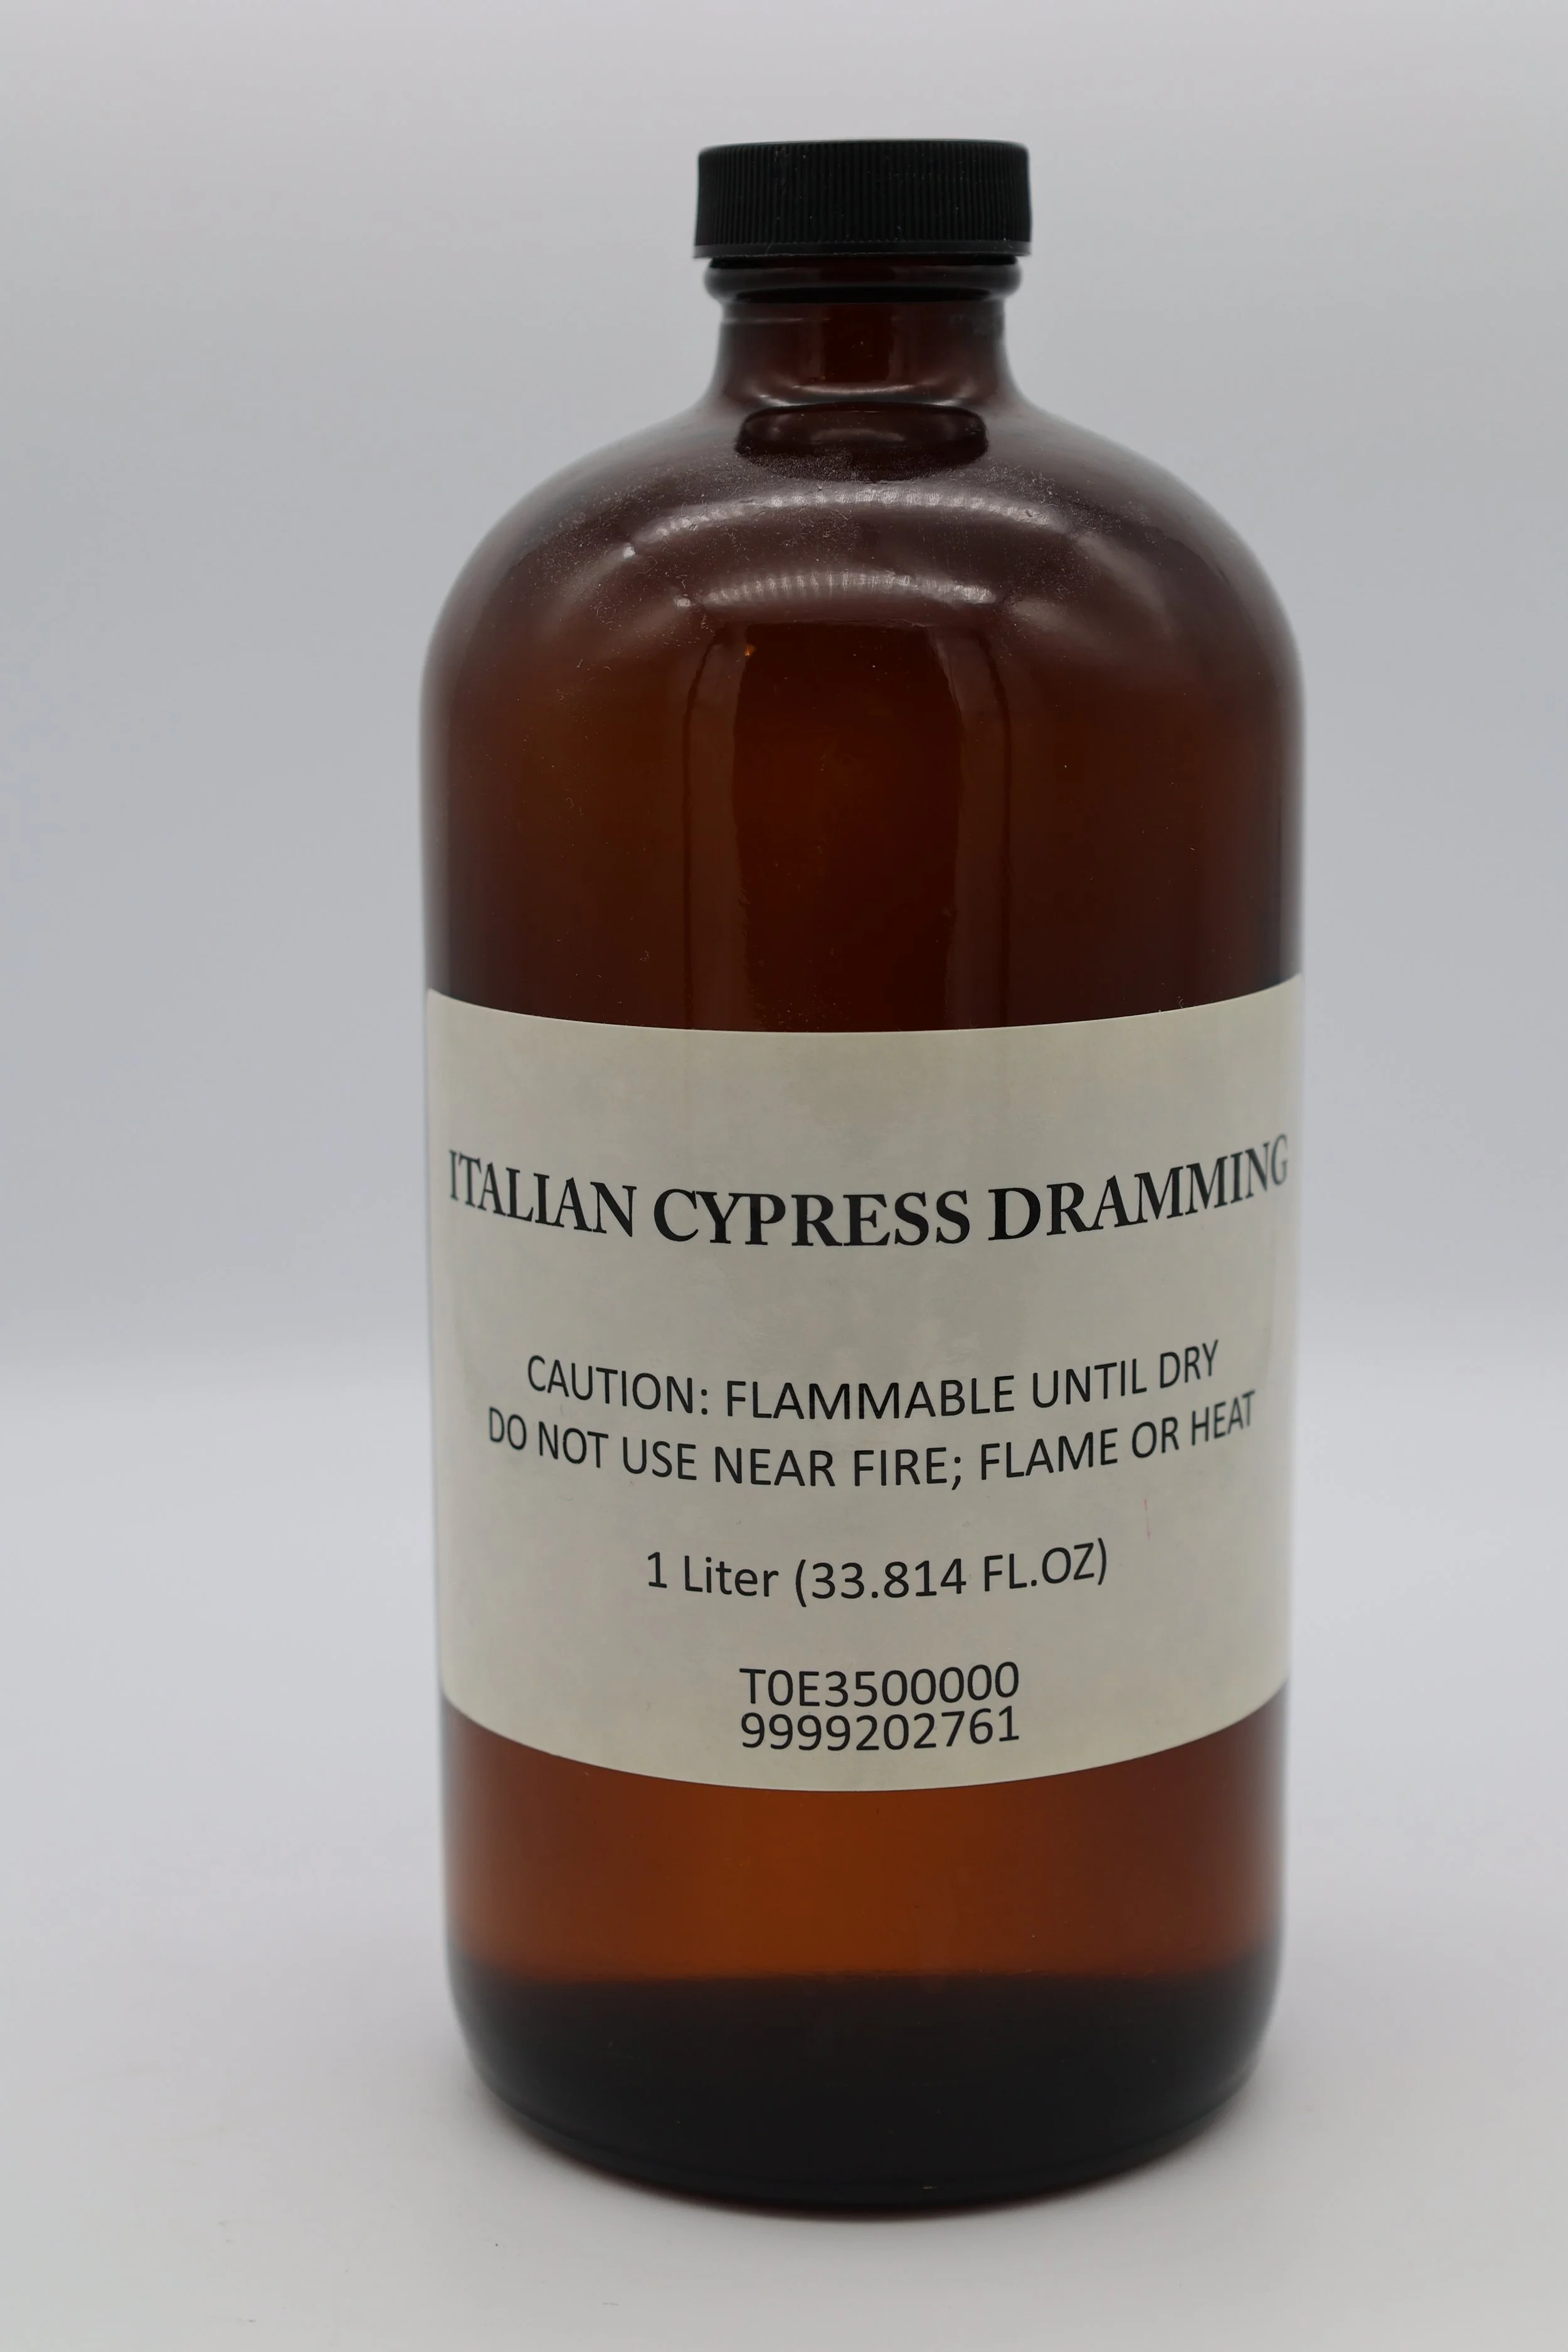 ITALIAN CYPRESS DRAMMING
CAUTION: FLAMMABLE UNTIL DRY
DO NOT USE NEAR FIRE; FLAME OR HEAT
1 Liter (33.814 FL.OZ)
T0E3500000
9999202761